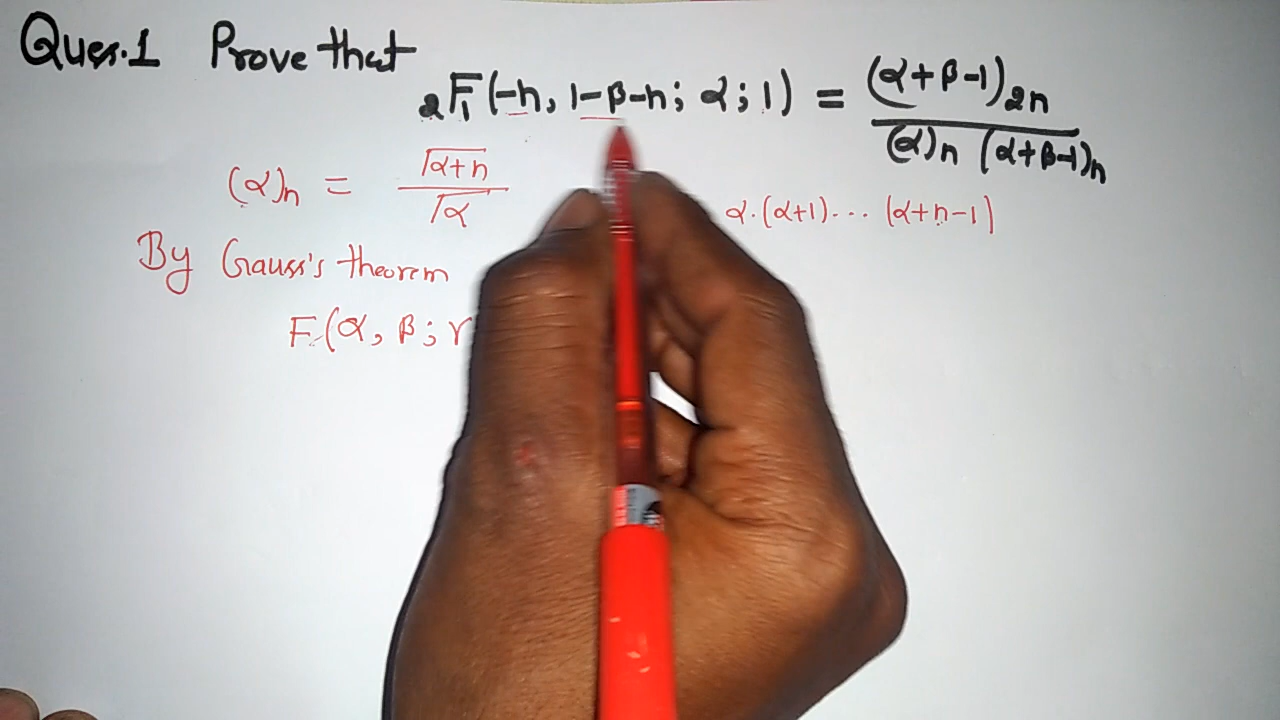 Ques.1 Prove that
₂F₁(-n, 1-β-n; α; 1) = (α+β-1)₂ₙ / (α)ₙ (α+β-1)ₙ
(α)ₙ = Γα+n / Γα α·(α+1)... (α+n-1)
By Gauss's theorem
F(α, β; γ